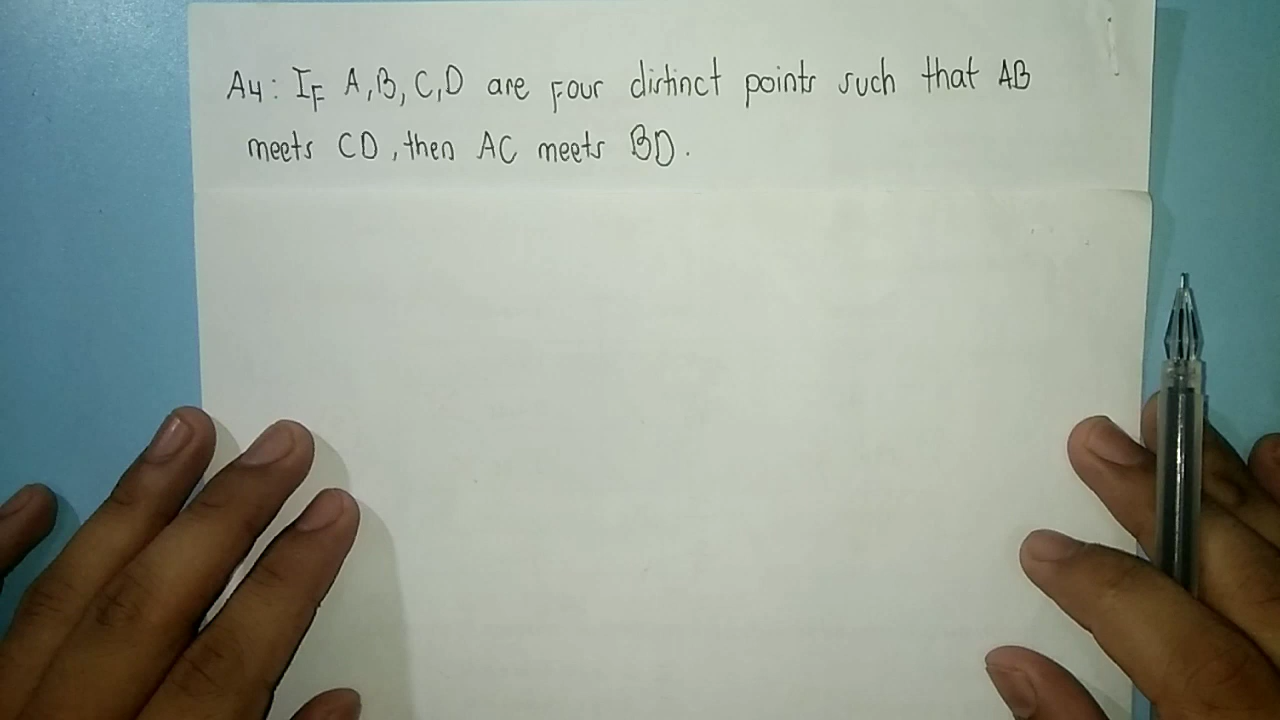 A4: IF A, B, C, D are four distinct points such that AB
meets CD, then AC meets BD.